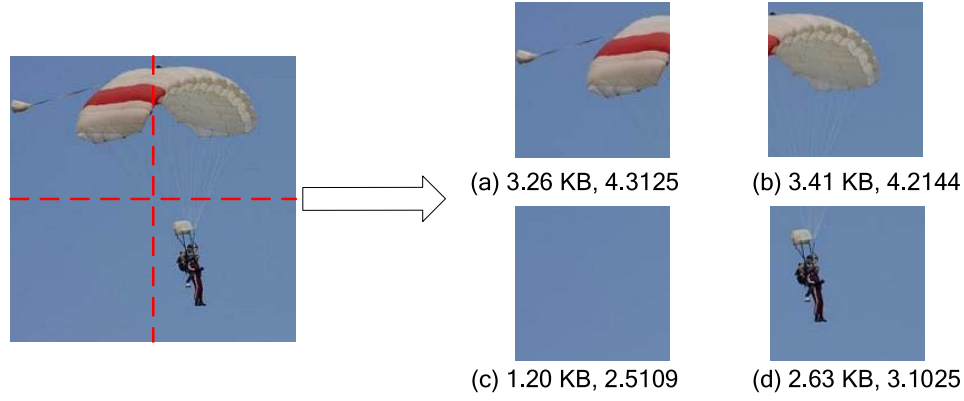 (a) 3.26 KB, 4.3125
(b) 3.41 KB, 4.2144
(c) 1.20 KB, 2.5109
(d) 2.63 KB, 3.1025